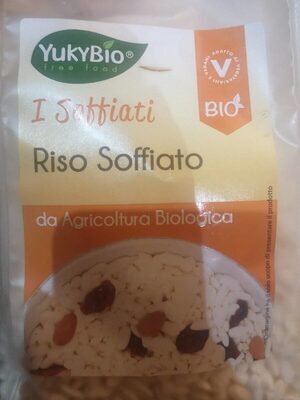 YUKYBIO®
free food
I Soffiati
Riso Soffiato
da Agricoltura Biologica
V
BIO